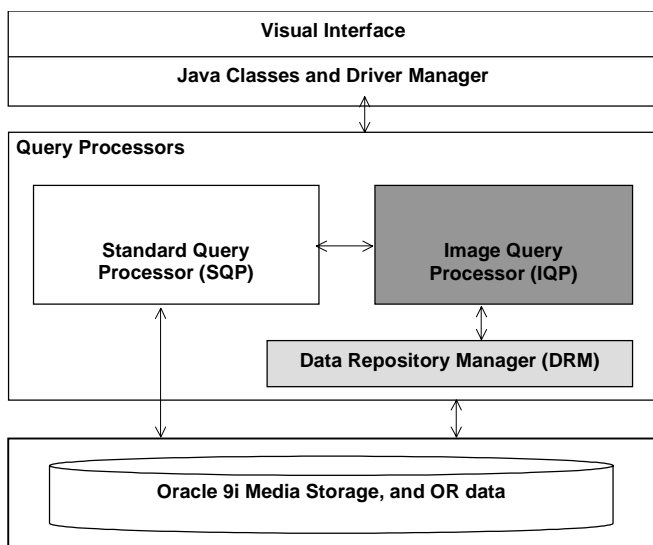 Visual Interface
Java Classes and Driver Manager
Query Processors
Standard Query
Processor (SQP)
Image Query
Processor (IQP)
Data Repository Manager (DRM)
Oracle 9i Media Storage, and OR data